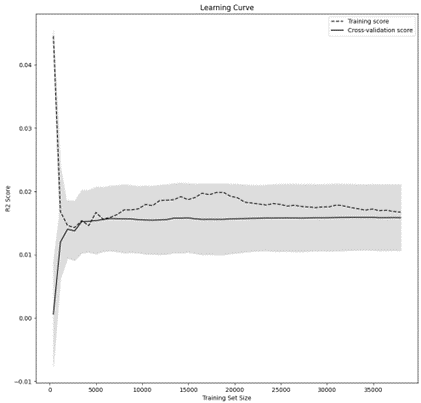 Learning Curve
Training score
Cross-validation score
0.04
0.03
0.02
0.01
0.00
−0.01
R2 Score
0
5000
10000
15000
20000
25000
30000
35000
Training Set Size